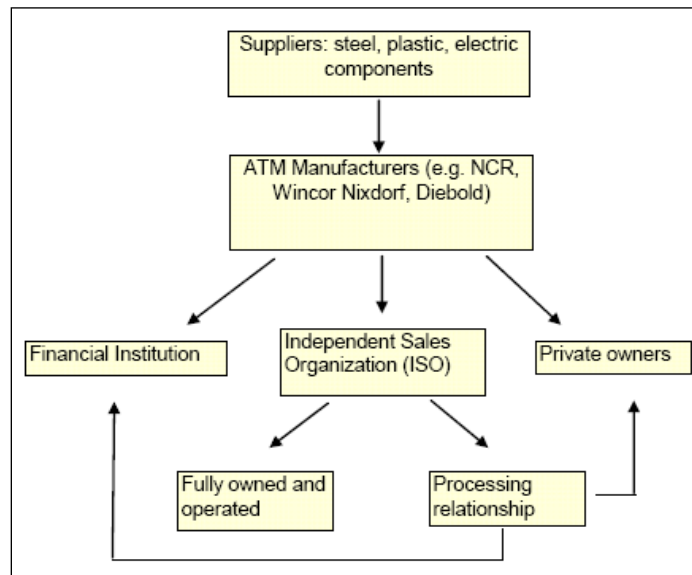 Suppliers: steel, plastic, electric
components
ATM Manufacturers (e.g. NCR,
Wincor Nixdorf, Diebold)
Financial Institution
Independent Sales
Organization (ISO)
Private owners
Fully owned and
operated
Processing
relationship